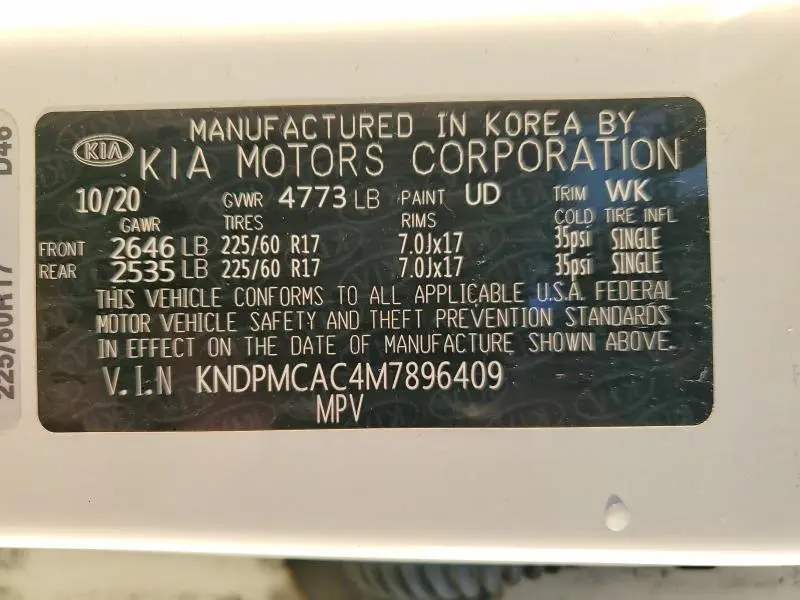 MANUFACTURED IN KOREA BY
KIA
KIA MOTORS CORPORATION
10/20 GVWR 4773 LB PAINT UD TRIM WK
GAWR TIRES RIMS COLD TIRE INFL
FRONT 2646 LB 225/60 R17 7.0Jx17 35psi SINGLE
REAR 2535 LB 225/60 R17 7.0Jx17 35psi SINGLE
THIS VEHICLE CONFORMS TO ALL APPLICABLE U.S.A. FEDERAL
MOTOR VEHICLE SAFETY AND THEFT PREVENTION STANDARDS
IN EFFECT ON THE DATE OF MANUFACTURE SHOWN ABOVE.
V.I.N KNDPMCAC4M7896409
MPV
225/60R17 D46